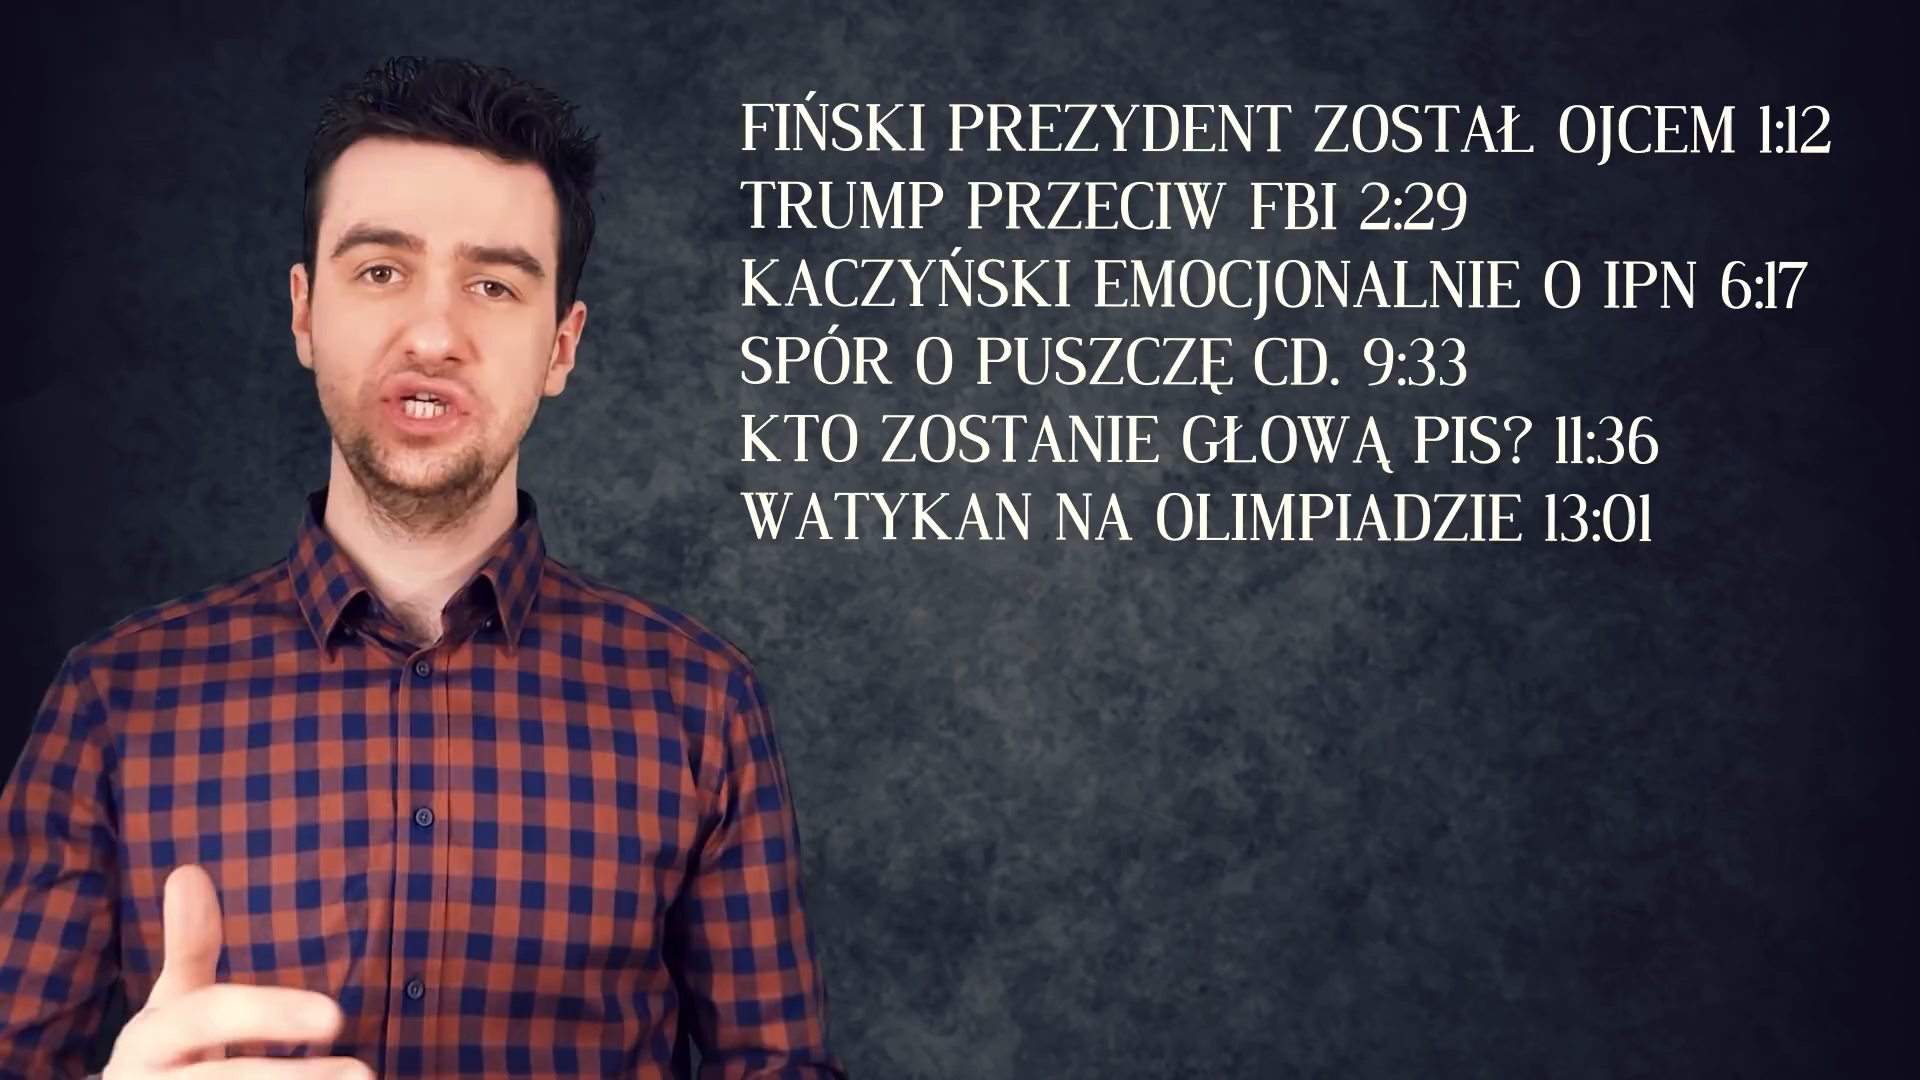 FIŃSKI PREZYDENT ZOSTAŁ OJCEM 1:12
TRUMP PRZECIW FBI 2:29
KACZYŃSKI EMOCJONALNIE O IPN 6:17
SPÓR O PUSZCZĘ CD. 9:33
KTO ZOSTANIE GŁOWĄ PIS? 11:36
WATYKAN NA OLIMPIADZIE 13:01